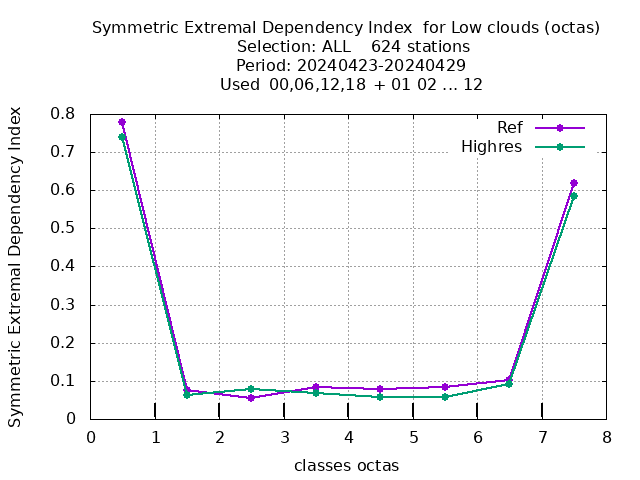 Symmetric Extremal Dependency Index  for Low clouds (octas)
Selection: ALL    624 stations
Period: 20240423-20240429
Used  00,06,12,18  + 01 02 ... 12
Symmetric Extremal Dependency Index
0.8
0.7
0.6
0.5
0.4
0.3
0.2
0.1
0
Ref
Highres
0 1 2 3 4 5 6 7 8
classes octas